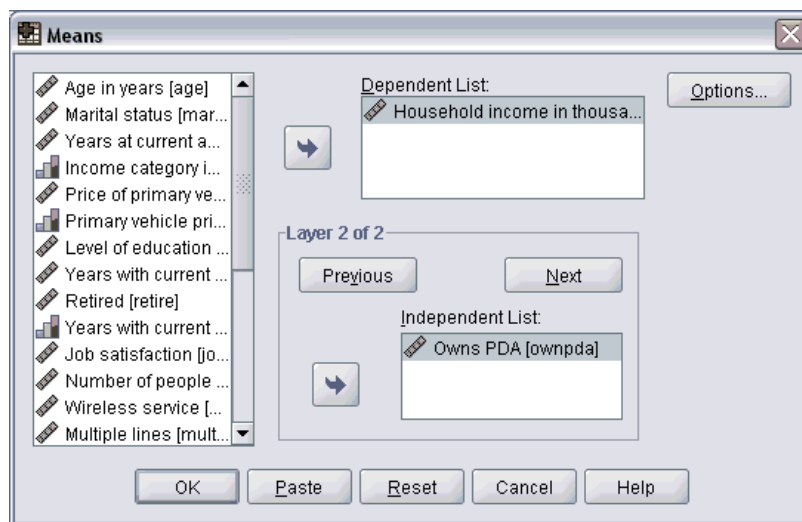 Means
Age in years [age]
Marital status [mar...
Years at current a...
Income category i...
Price of primary ve...
Primary vehicle pri...
Level of education ...
Years with current ...
Retired [retire]
Years with current ...
Job satisfaction [jo...
Number of people ...
Wireless service [...
Multiple lines [mult...
Dependent List:
Household income in thousa...
Options...
Layer 2 of 2
Previous
Next
Independent List:
Owns PDA [ownpda]
OK
Paste
Reset
Cancel
Help